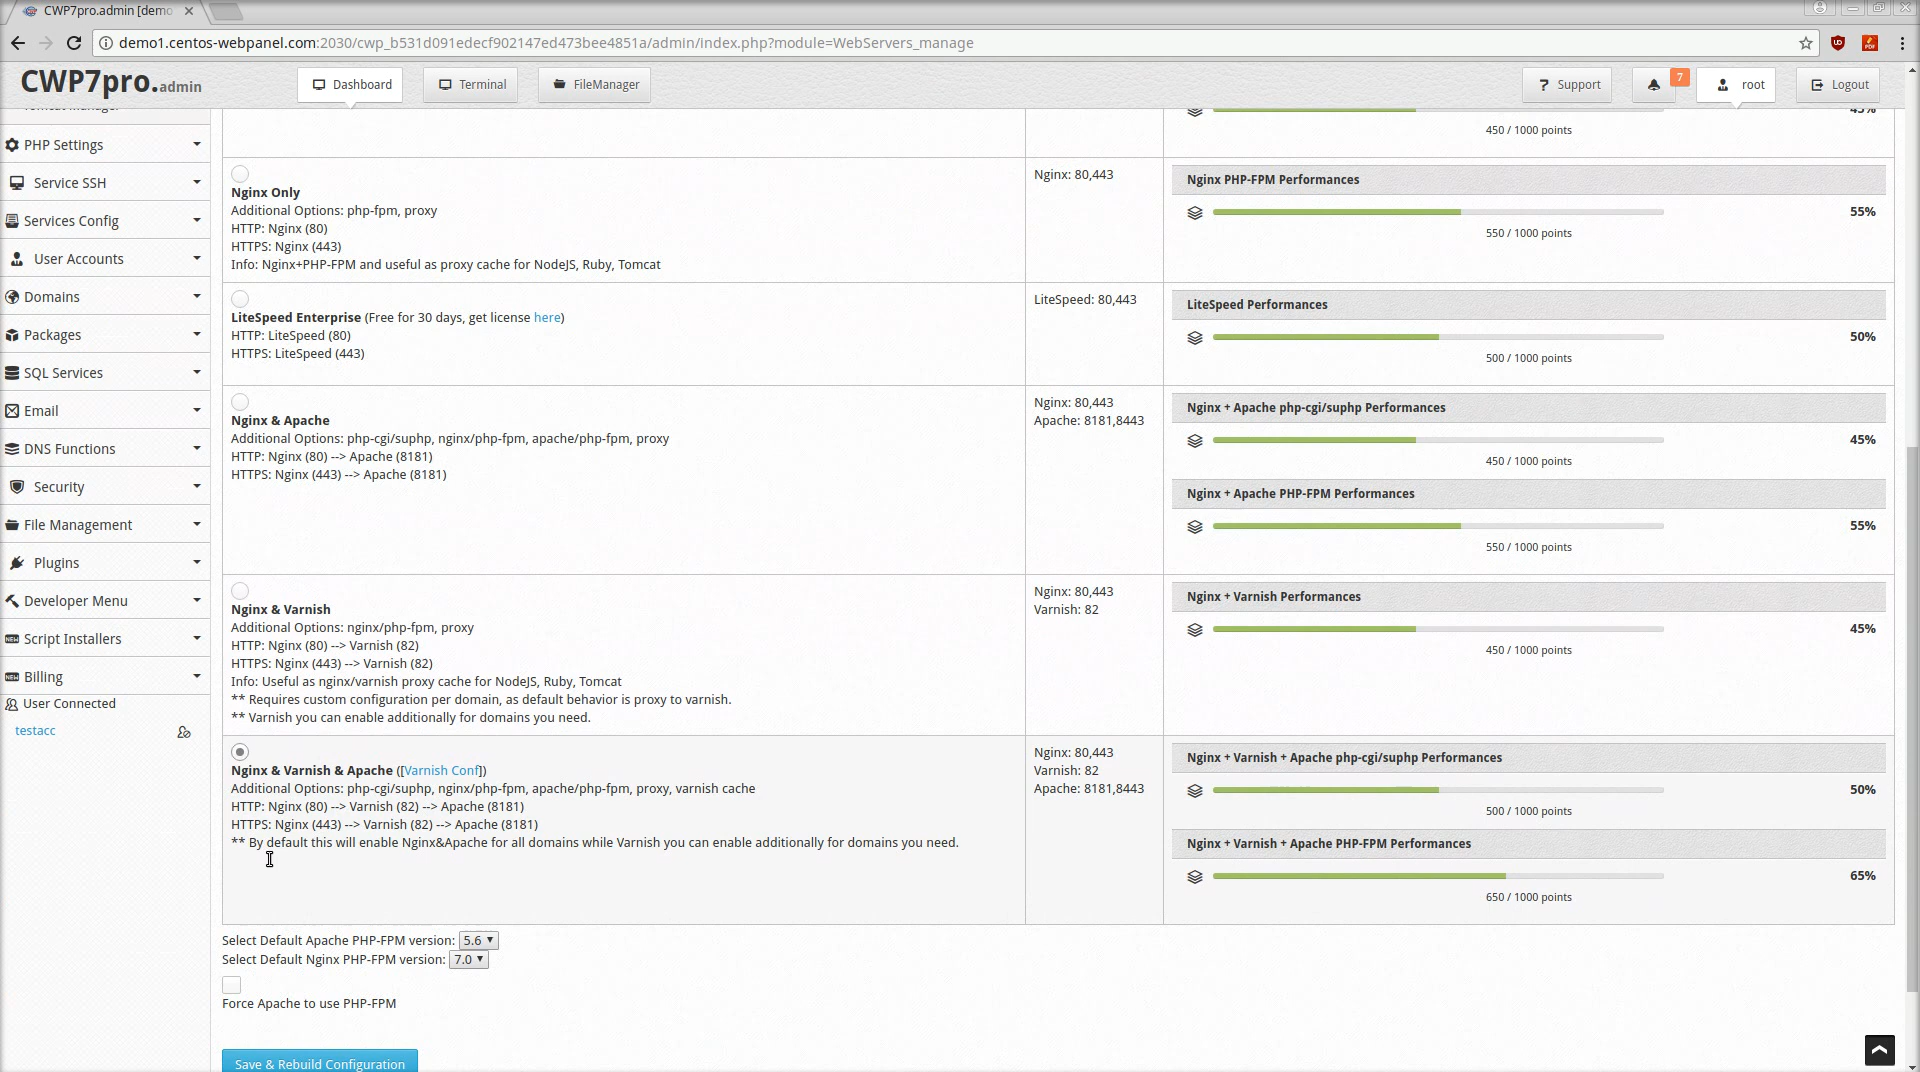 CWP7pro.admin [demo
demo1.centos-webpanel.com:2030/cwp_b531d091edecf902147ed473bee4851a/admin/index.php?module=WebServers_manage
CWP7pro.admin
Dashboard
Terminal
FileManager
Support
7
root
Logout
Tomcat Manager
PHP Settings
Service SSH
Services Config
User Accounts
Domains
Packages
SQL Services
Email
DNS Functions
Security
File Management
Plugins
Developer Menu
NEW Script Installers
NEW Billing
User Connected
testacc
45%
450 / 1000 points
Nginx Only
Additional Options: php-fpm, proxy
HTTP: Nginx (80)
HTTPS: Nginx (443)
Info: Nginx+PHP-FPM and useful as proxy cache for NodeJS, Ruby, Tomcat
Nginx: 80,443
Nginx PHP-FPM Performances
55%
550 / 1000 points
LiteSpeed Enterprise (Free for 30 days, get license here)
HTTP: LiteSpeed (80)
HTTPS: LiteSpeed (443)
LiteSpeed: 80,443
LiteSpeed Performances
50%
500 / 1000 points
Nginx & Apache
Additional Options: php-cgi/suphp, nginx/php-fpm, apache/php-fpm, proxy
HTTP: Nginx (80) --> Apache (8181)
HTTPS: Nginx (443) --> Apache (8181)
Nginx: 80,443
Apache: 8181,8443
Nginx + Apache php-cgi/suphp Performances
45%
450 / 1000 points
Nginx + Apache PHP-FPM Performances
55%
550 / 1000 points
Nginx & Varnish
Additional Options: nginx/php-fpm, proxy
HTTP: Nginx (80) --> Varnish (82)
HTTPS: Nginx (443) --> Varnish (82)
Info: Useful as nginx/varnish proxy cache for NodeJS, Ruby, Tomcat
** Requires custom configuration per domain, as default behavior is proxy to varnish.
** Varnish you can enable additionally for domains you need.
Nginx: 80,443
Varnish: 82
Nginx + Varnish Performances
45%
450 / 1000 points
Nginx & Varnish & Apache ([Varnish Conf])
Additional Options: php-cgi/suphp, nginx/php-fpm, apache/php-fpm, proxy, varnish cache
HTTP: Nginx (80) --> Varnish (82) --> Apache (8181)
HTTPS: Nginx (443) --> Varnish (82) --> Apache (8181)
** By default this will enable Nginx&Apache for all domains while Varnish you can enable additionally for domains you need.
Nginx: 80,443
Varnish: 82
Apache: 8181,8443
Nginx + Varnish + Apache php-cgi/suphp Performances
50%
500 / 1000 points
Nginx + Varnish + Apache PHP-FPM Performances
65%
650 / 1000 points
Select Default Apache PHP-FPM version: 5.6
Select Default Nginx PHP-FPM version: 7.0
Force Apache to use PHP-FPM
Save & Rebuild Configuration